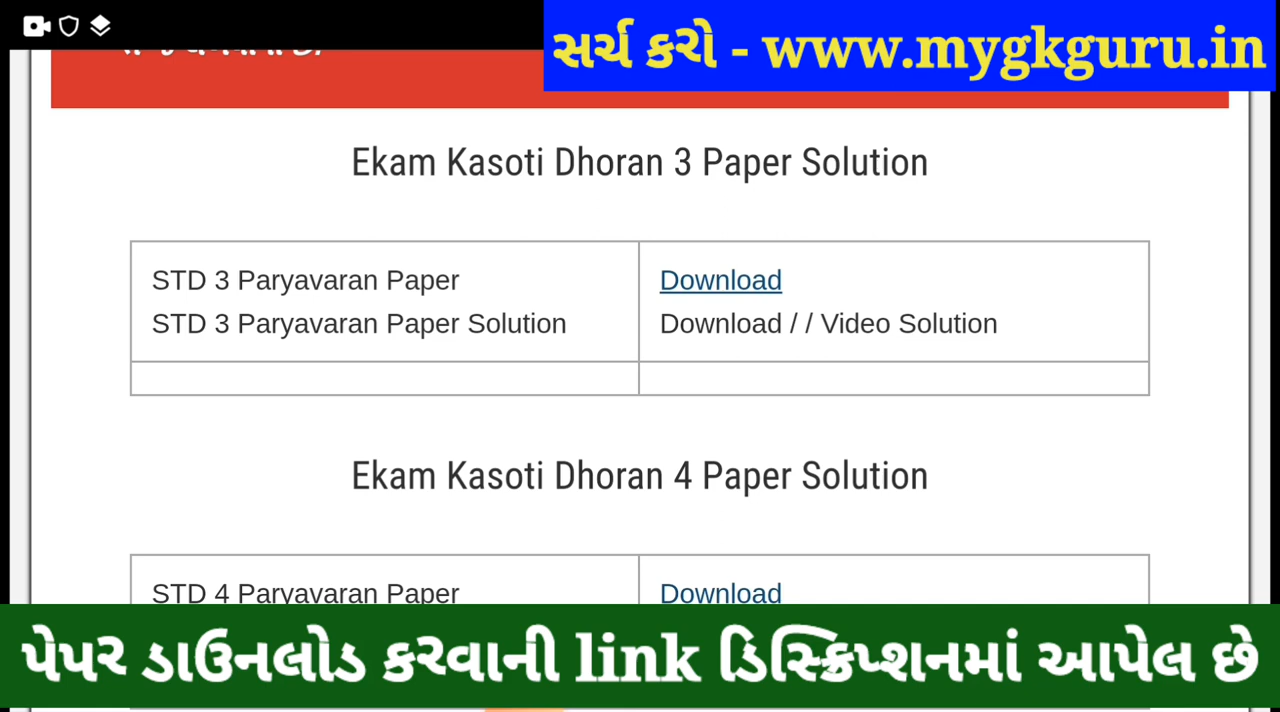 સર્ચ કરો - www.mygkguru.in
Ekam Kasoti Dhoran 3 Paper Solution
STD 3 Paryavaran Paper
Download
STD 3 Paryavaran Paper Solution
Download / / Video Solution
Ekam Kasoti Dhoran 4 Paper Solution
STD 4 Paryavaran Paper
Download
પેપર ડાઉનલોડ કરવાની link ડિસ્ક્રિપ્શનમાં આપેલ છે